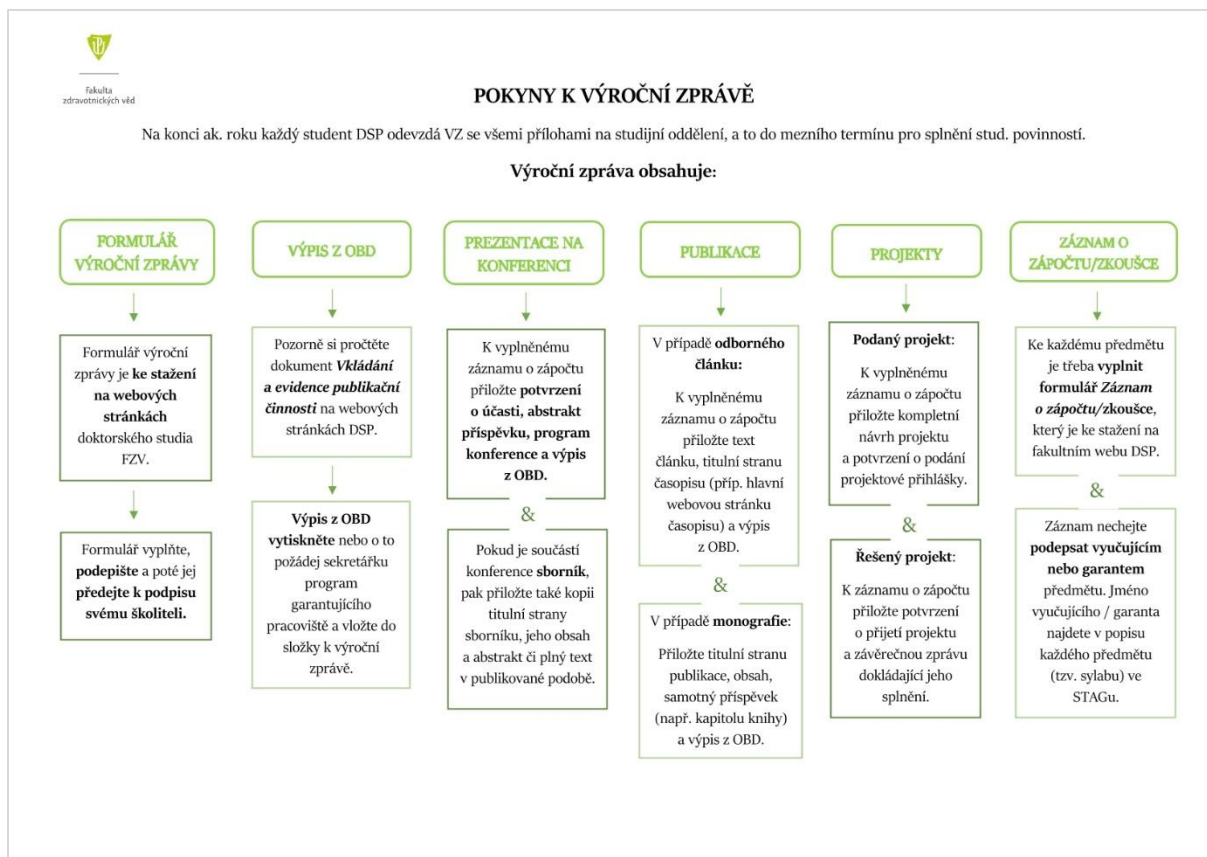 Fakulta
zdravotnických věd
POKYNY K VÝROČNÍ ZPRÁVĚ
Na konci ak. roku každý student DSP odevzdá VZ se všemi přílohami na studijní oddělení, a to do mezního termínu pro splnění stud. povinností.
Výroční zpráva obsahuje:
FORMULÁŘ
VÝROČNÍ ZPRÁVY
Formulář výroční
zprávy je ke stažení
na webových
stránkách
doktorského studia
FZV.
Formulář vyplňte,
podepište a poté jej
předejte k podpisu
svému školiteli.
VÝPIS Z OBD
Pozorně si pročtěte
dokument Vkládání
a evidence publikační
činnosti na webových
stránkách DSP.
Výpis z OBD
vytiskněte nebo o to
požádej sekretářku
program
garantujícího
pracoviště a vložte do
složky k výroční
zprávě.
PREZENTACE NA
KONFERENCI
K vyplněnému
záznamu o zápočtu
přiložte potvrzení
o účasti, abstrakt
příspěvku, program
konference a výpis
z OBD.
&
Pokud je součástí
konference sborník,
pak přiložte také kopii
titulní strany
sborníku, jeho obsah
a abstrakt či plný text
v publikované podobě.
PUBLIKACE
V případě odborného
článku:
K vyplněnému
záznamu o zápočtu
přiložte text
článku, titulní stranu
časopisu (příp. hlavní
webovou stránku
časopisu) a výpis
z OBD.
&
V případě monografie:
Přiložte titulní stranu
publikace, obsah,
samotný příspěvek
(např. kapitolu knihy)
a výpis z OBD.
PROJEKTY
Podaný projekt:
K vyplněnému
záznamu o zápočtu
přiložte kompletní
návrh projektu
a potvrzení o podání
projektové přihlášky.
&
Řešený projekt:
K záznamu o zápočtu
přiložte potvrzení
o přijetí projektu
a závěrečnou zprávu
dokládající jeho
splnění.
ZÁZNAM O
ZÁPOČTU/ZKOUŠCE
Ke každému předmětu
je třeba vyplnit
formulář Záznam
o zápočtu/zkoušce,
který je ke stažení na
fakultním webu DSP.
&
Záznam nechejte
podepsat vyučujícím
nebo garantem
předmětu. Jméno
vyučujícího / garanta
najdete v popisu
každého předmětu
(tzv. sylabu) ve
STAGu.